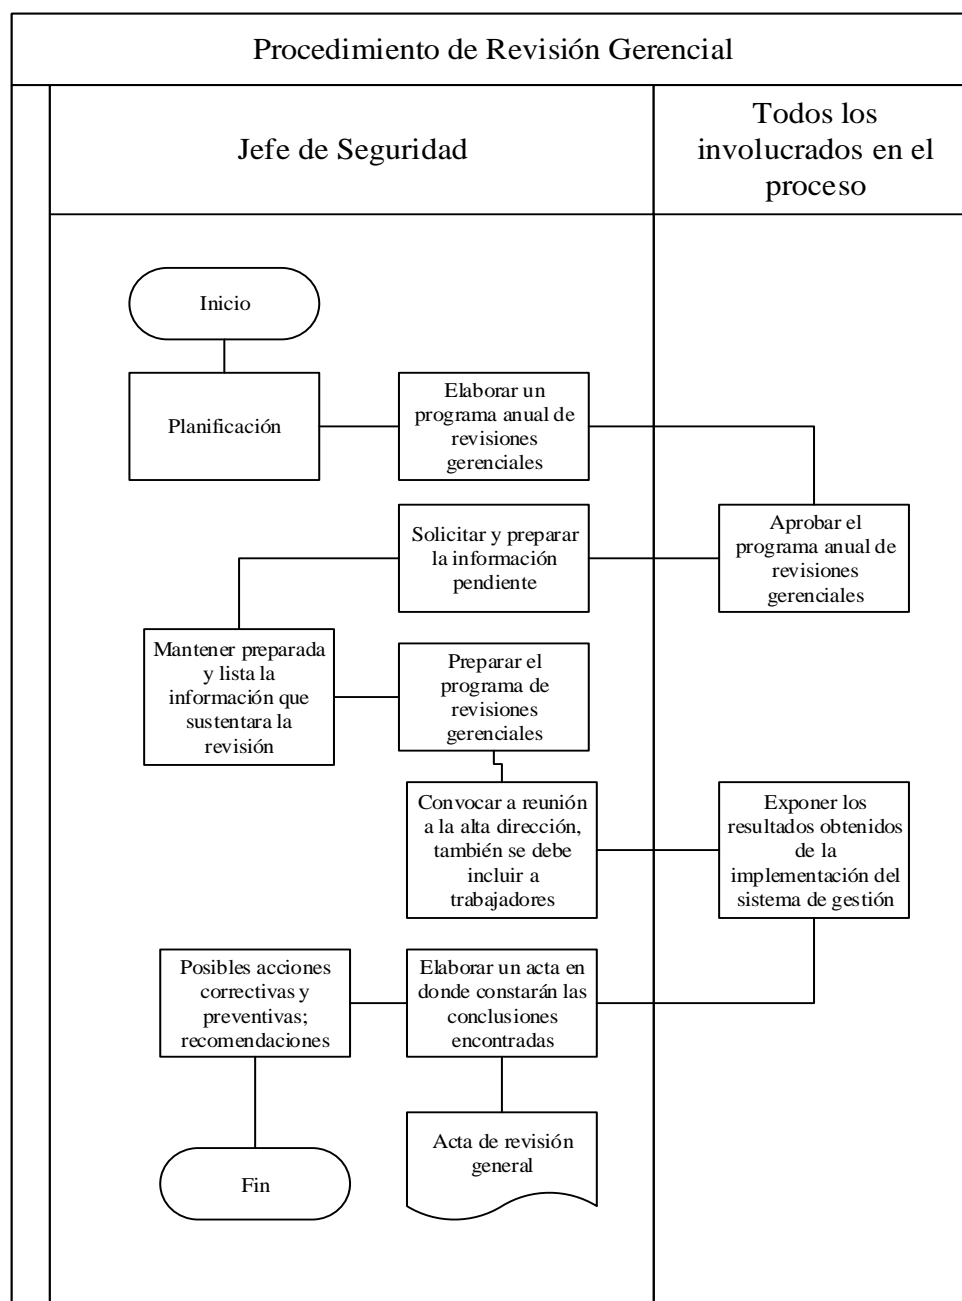 Procedimiento de Revisión Gerencial
Jefe de Seguridad
Todos los
involucrados en el
proceso
Inicio
Planificación
Elaborar un
programa anual de
revisiones
gerenciales
Solicitar y preparar
la información
pendiente
Aprobar el
programa anual de
revisiones
gerenciales
Mantener preparada
y lista la
información que
sustentara la
revisión
Preparar el
programa de
revisiones
gerenciales
Convocar a reunión
a la alta dirección,
también se debe
incluir a
trabajadores
Exponer los
resultados obtenidos
de la
implementación del
sistema de gestión
Posibles acciones
correctivas y
preventivas;
recomendaciones
Elaborar un acta en
donde constarán las
conclusiones
encontradas
Acta de revisión
general
Fin